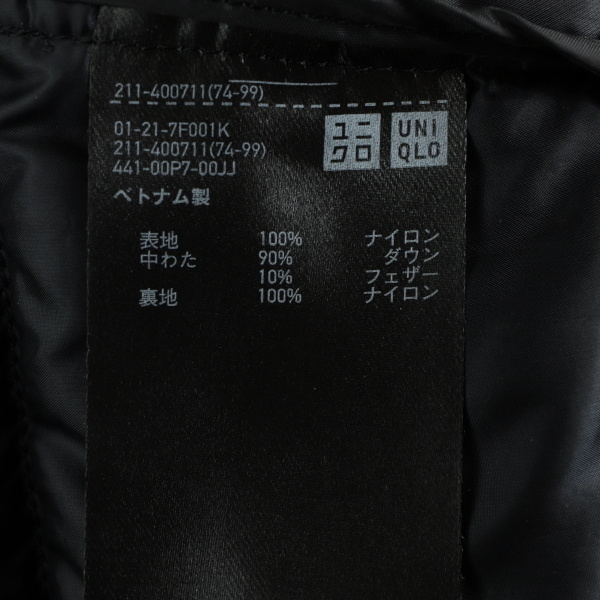 211-400711(74-99)
01-21-7F001K
211-400711(74-99)
441-00P7-00JJ
ユニ
クロ
UNI
QLO
ベトナム製
表地 100% ナイロン
中わた 90% ダウン
10% フェザー
裏地 100% ナイロン